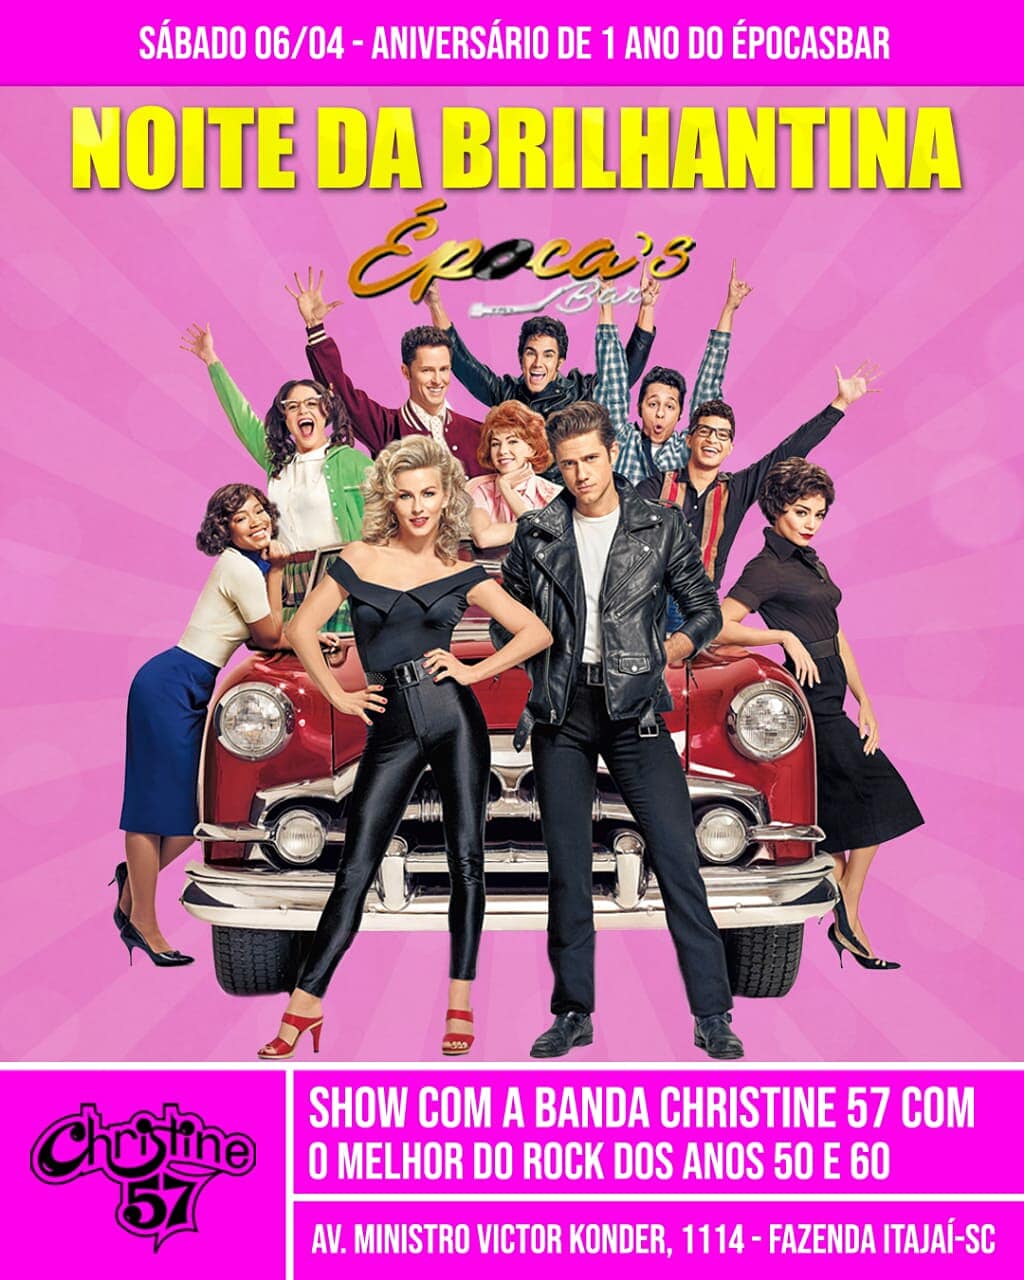 SÁBADO 06/04 - ANIVERSÁRIO DE 1 ANO DO ÉPOCASBAR
NOITE DA BRILHANTINA
Época's
Bar
Christine
57
SHOW COM A BANDA CHRISTINE 57 COM
O MELHOR DO ROCK DOS ANOS 50 E 60
AV. MINISTRO VICTOR KONDER, 1114 - FAZENDA ITAJAÍ-SC